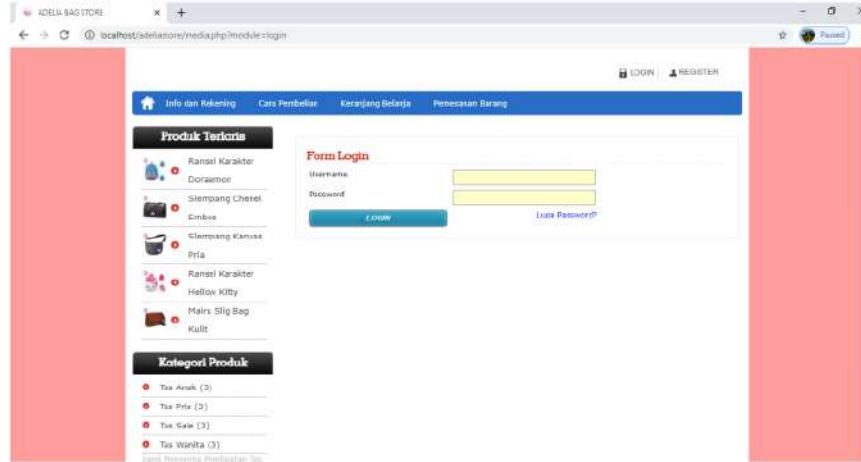 ADELIA BAG STORE
localhost/adeliastore/media.php?module=login
Paused
LOGIN
REGISTER
Info dan Rekening
Cara Pembelian
Keranjang Belanja
Pemesanan Barang
Produk Terlaris
Ransel Karakter
Doraemon
Slempang Chenel
Embos
Slempang Kanvas
Pria
Ransel Karakter
Hellow Kitty
Mairs Slig Bag
Kulit
Kategori Produk
Tas Anak (3)
Tas Pria (3)
Tas Sale (3)
Tas Wanita (3)
Form Login
Username
Password
LOGIN
Lupa Password?